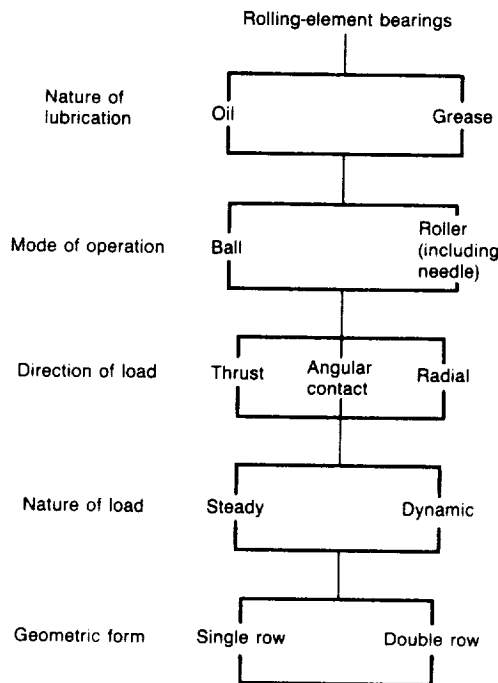 Rolling-element bearings
Nature of
lubrication
Oil
Grease
Mode of operation
Ball
Roller
(including
needle)
Direction of load
Thrust
Angular
contact
Radial
Nature of load
Steady
Dynamic
Geometric form
Single row
Double row